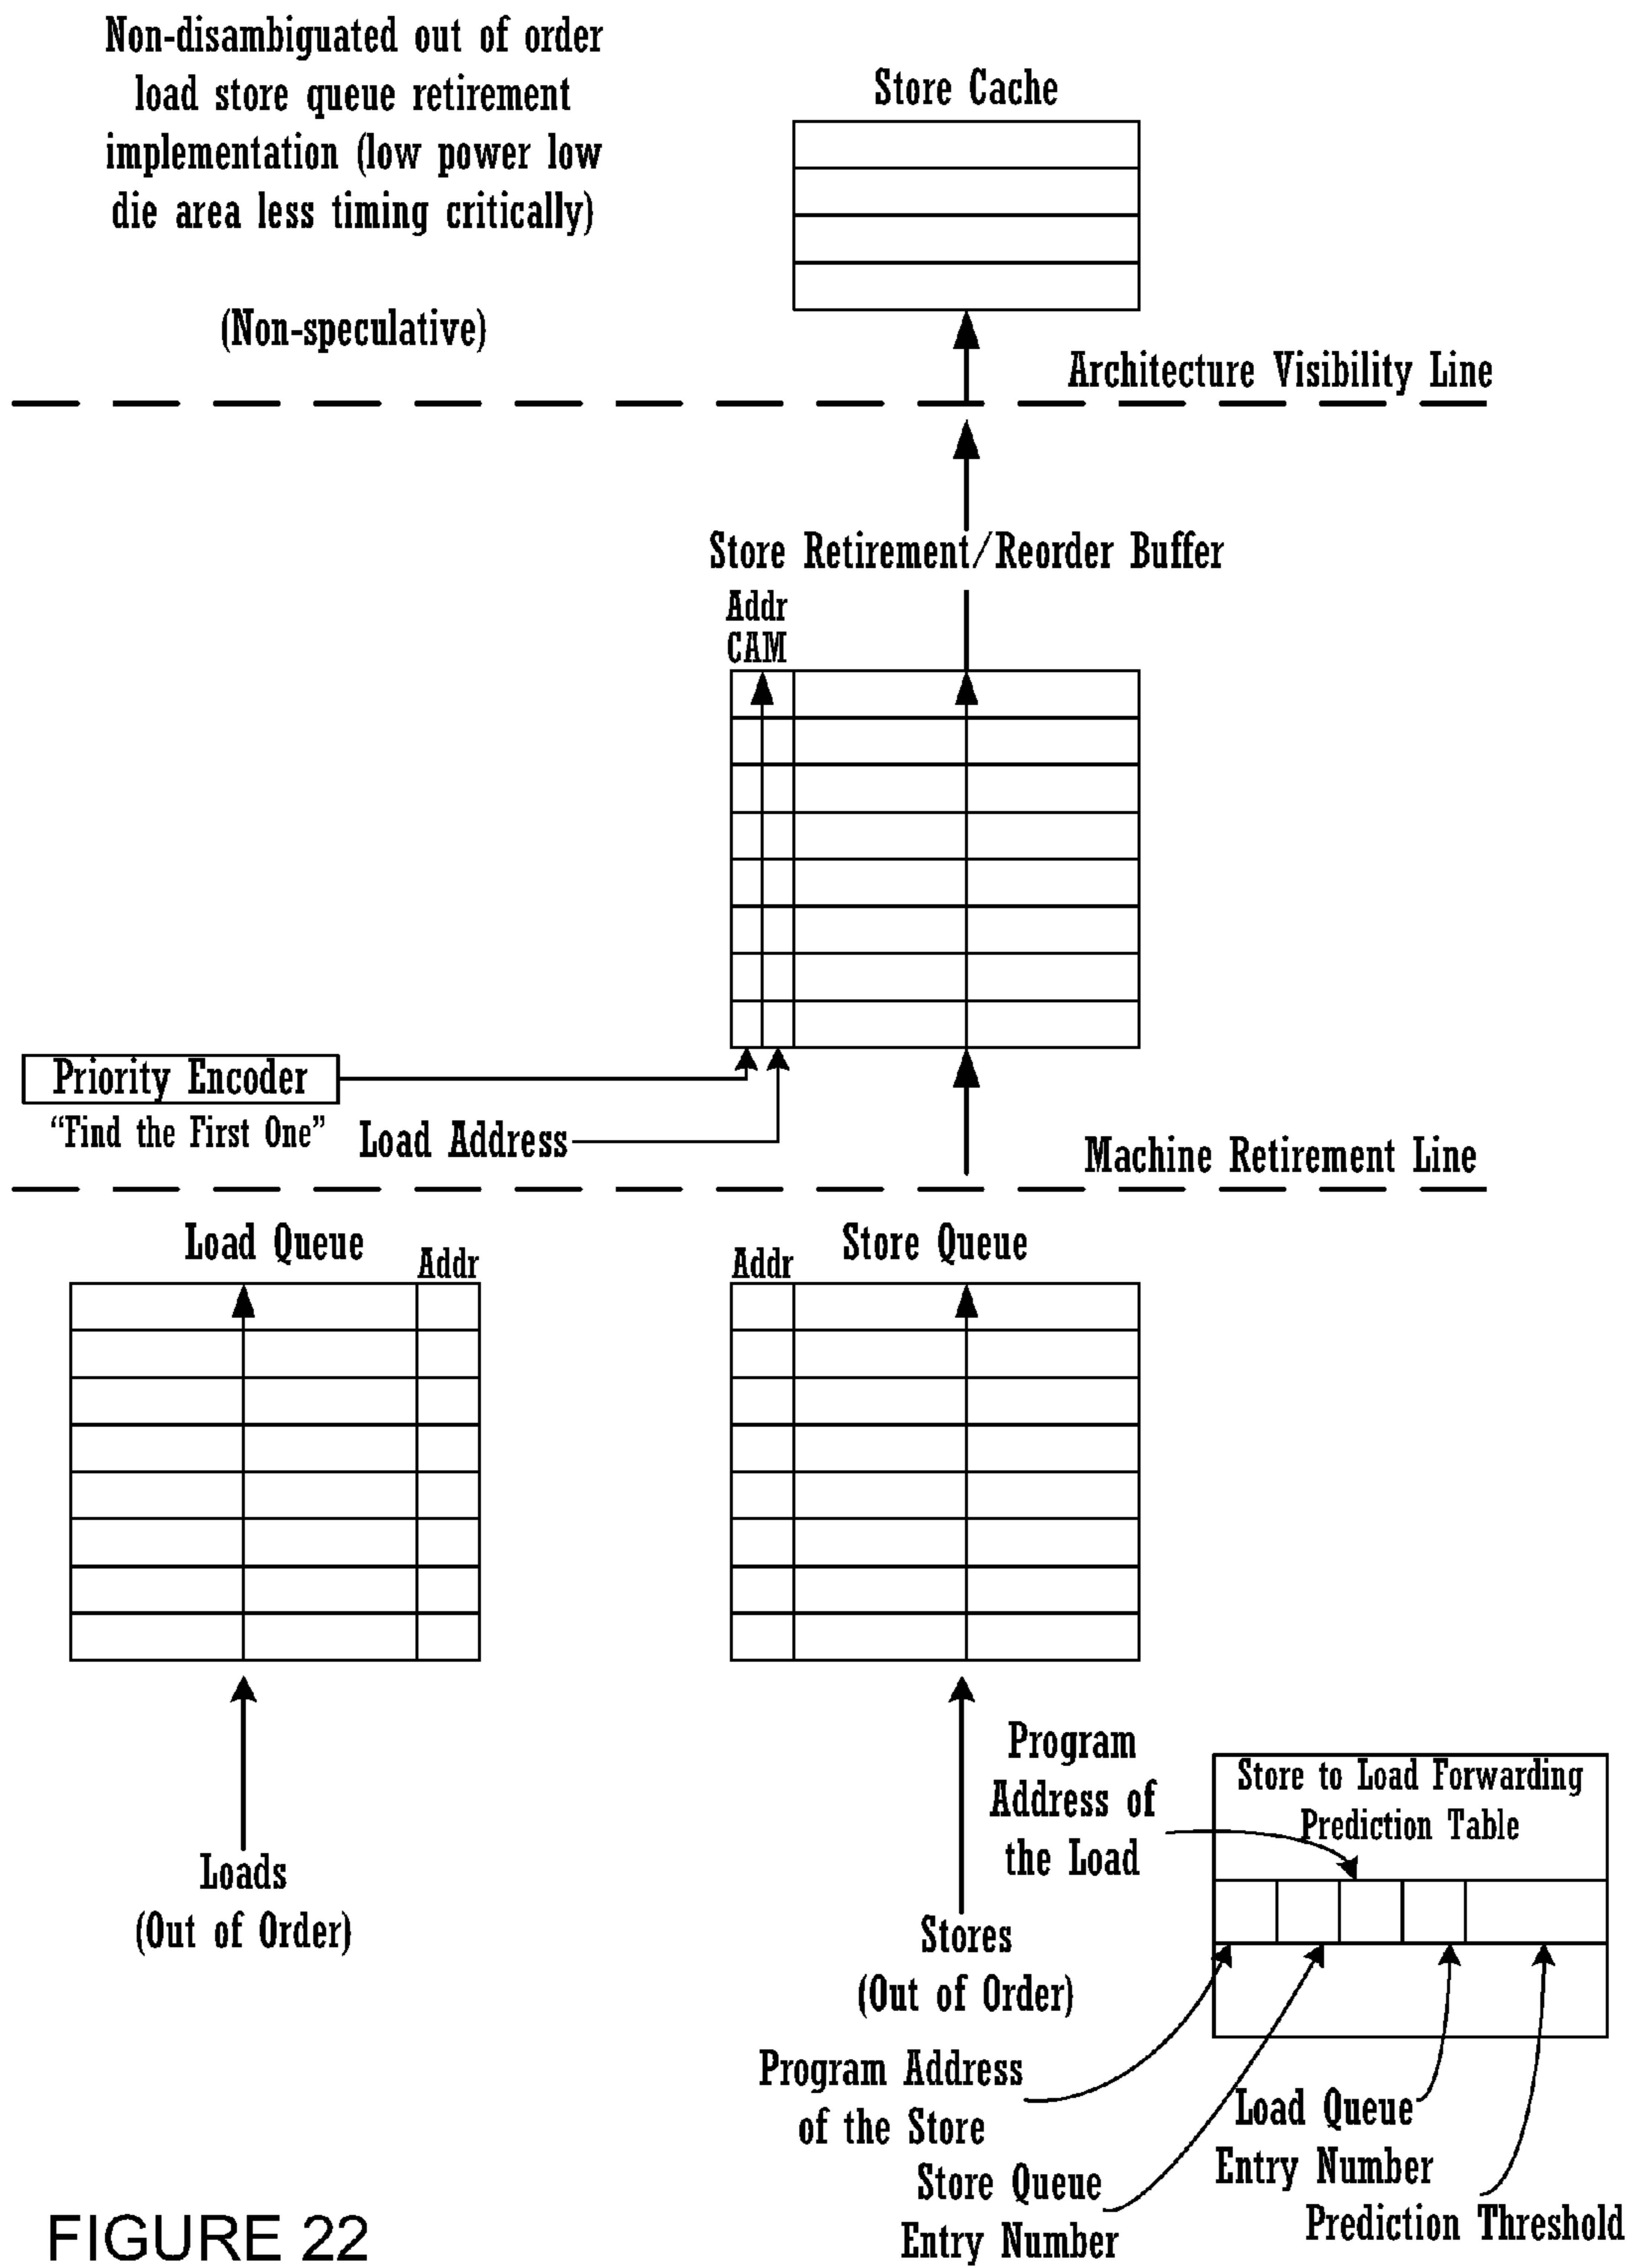 Non-disambiguated out of order
load store queue retirement
implementation (low power low
die area less timing critically)
(Non-speculative)
Store Cache
Architecture Visibility Line
Store Retirement/Reorder Buffer
Addr
CAM
Priority Encoder
“Find the First One”
Load Address
Machine Retirement Line
Load Queue
Addr
Addr
Store Queue
Loads
(Out of Order)
Stores
(Out of Order)
Program
Address of
the Load
Store to Load Forwarding
Prediction Table
Program Address
of the Store
Store Queue
Entry Number
Load Queue
Entry Number
Prediction Threshold
FIGURE 22